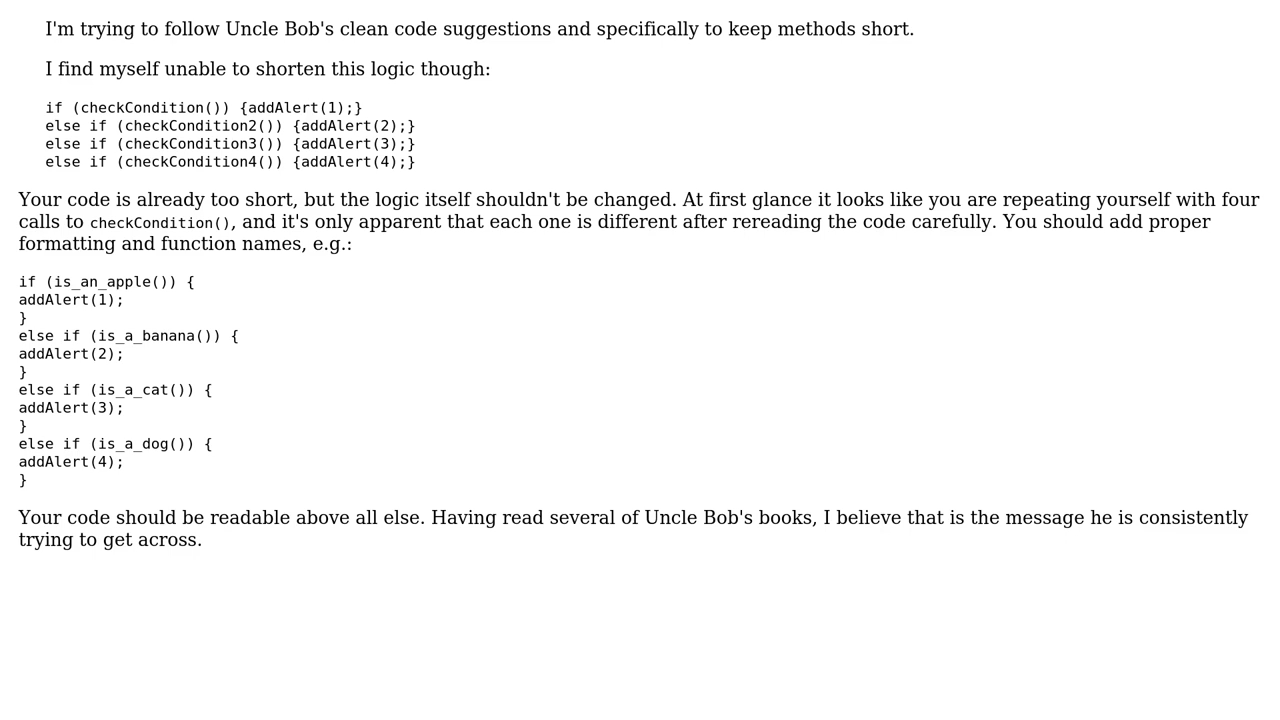 I'm trying to follow Uncle Bob's clean code suggestions and specifically to keep methods short.
I find myself unable to shorten this logic though:
if (checkCondition()) {addAlert(1);}
else if (checkCondition2()) {addAlert(2);}
else if (checkCondition3()) {addAlert(3);}
else if (checkCondition4()) {addAlert(4);}
Your code is already too short, but the logic itself shouldn't be changed. At first glance it looks like you are repeating yourself with four
calls to checkCondition(), and it's only apparent that each one is different after rereading the code carefully. You should add proper
formatting and function names, e.g.:
if (is_an_apple()) {
addAlert(1);
}
else if (is_a_banana()) {
addAlert(2);
}
else if (is_a_cat()) {
addAlert(3);
}
else if (is_a_dog()) {
addAlert(4);
}
Your code should be readable above all else. Having read several of Uncle Bob's books, I believe that is the message he is consistently
trying to get across.